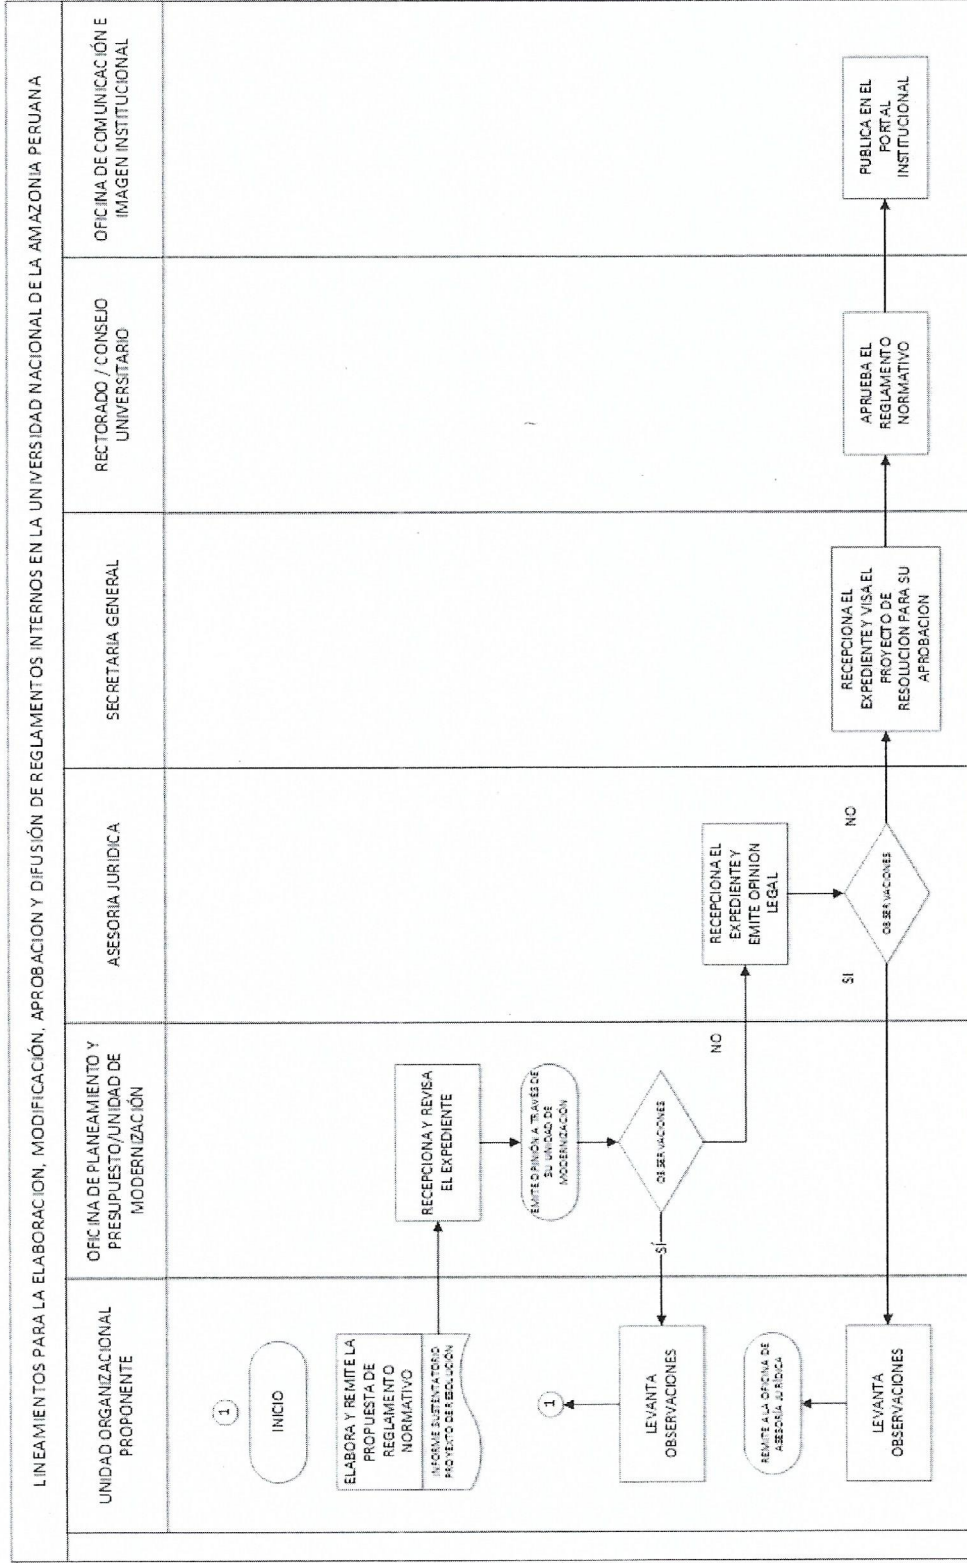 LINEAMIENTOS PARA LA ELABORACION, MODIFICACIÓN, APROBACION Y DIFUSIÓN DE REGLAMENTOS INTERNOS EN LA UNIVERSIDAD NACIONAL DE LA AMAZONIA PERUANA
UNIDAD ORGANIZACIONAL
PROPONENTE
OFICINA DE PLANEAMIENTO Y
PRESUPUESTO/UNIDAD DE
MODERNIZACIÓN
ASESORIA JURIDICA
SECRETARIA GENERAL
RECTORADO / CONSEJO
UNIVERSITARIO
OFICINA DE COMUNICACIÓN E
IMAGEN INSTITUCIONAL
1
INICIO
ELABORA Y REMITE LA
PROPUESTA DE
REGLAMENTO
NORMATIVO
INFORME SUSTENTATORIO
PROYECTO DE RESOLUCIÓN
RECEPCIONA Y REVISA
EL EXPEDIENTE
EMITE OPINIÓN A TRAVÉS DE
SU UNIDAD DE
MODERNIZACION
OBSERVACIONES
SÍ
NO
1
LEVANTA
OBSERVACIONES
RECEPCIONA EL
EXPEDIENTE Y
EMITE OPINION
LEGAL
OBSERVACIONES
SI
NO
REMITE A LA OFICINA DE
ASESORÍA JURÍDICA
LEVANTA
OBSERVACIONES
RECEPCIONA EL
EXPEDIENTE Y VISA EL
PROYECTO DE
RESOLUCION PARA SU
APROBACION
APRUEBA EL
REGLAMENTO
NORMATIVO
PUBLICA EN EL
PORTAL
INSTITUCIONAL